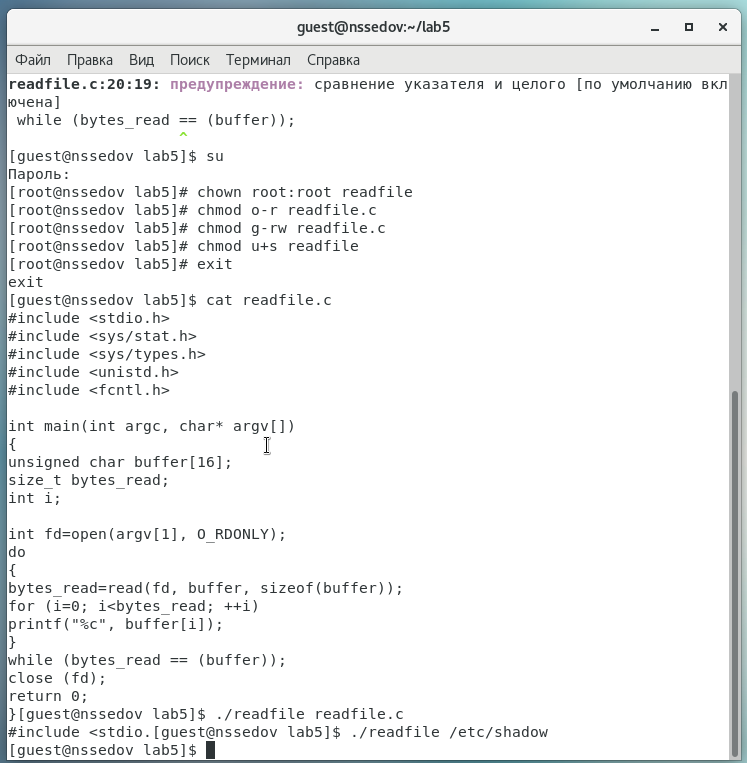 guest@nssedov:~/lab5
Файл Правка Вид Поиск Терминал Справка
readfile.c:20:19: предупреждение: сравнение указателя и целого [по умолчанию вкл
ючена]
 while (bytes_read == (buffer));
                   ^
[guest@nssedov lab5]$ su
Пароль:
[root@nssedov lab5]# chown root:root readfile
[root@nssedov lab5]# chmod o-r readfile.c
[root@nssedov lab5]# chmod g-rw readfile.c
[root@nssedov lab5]# chmod u+s readfile
[root@nssedov lab5]# exit
exit
[guest@nssedov lab5]$ cat readfile.c
#include <stdio.h>
#include <sys/stat.h>
#include <sys/types.h>
#include <unistd.h>
#include <fcntl.h>

int main(int argc, char* argv[])
{
unsigned char buffer[16];
size_t bytes_read;
int i;

int fd=open(argv[1], O_RDONLY);
do
{
bytes_read=read(fd, buffer, sizeof(buffer));
for (i=0; i<bytes_read; ++i)
printf("%c", buffer[i]);
}
while (bytes_read == (buffer));
close (fd);
return 0;
}[guest@nssedov lab5]$ ./readfile readfile.c
#include <stdio.[guest@nssedov lab5]$ ./readfile /etc/shadow
[guest@nssedov lab5]$